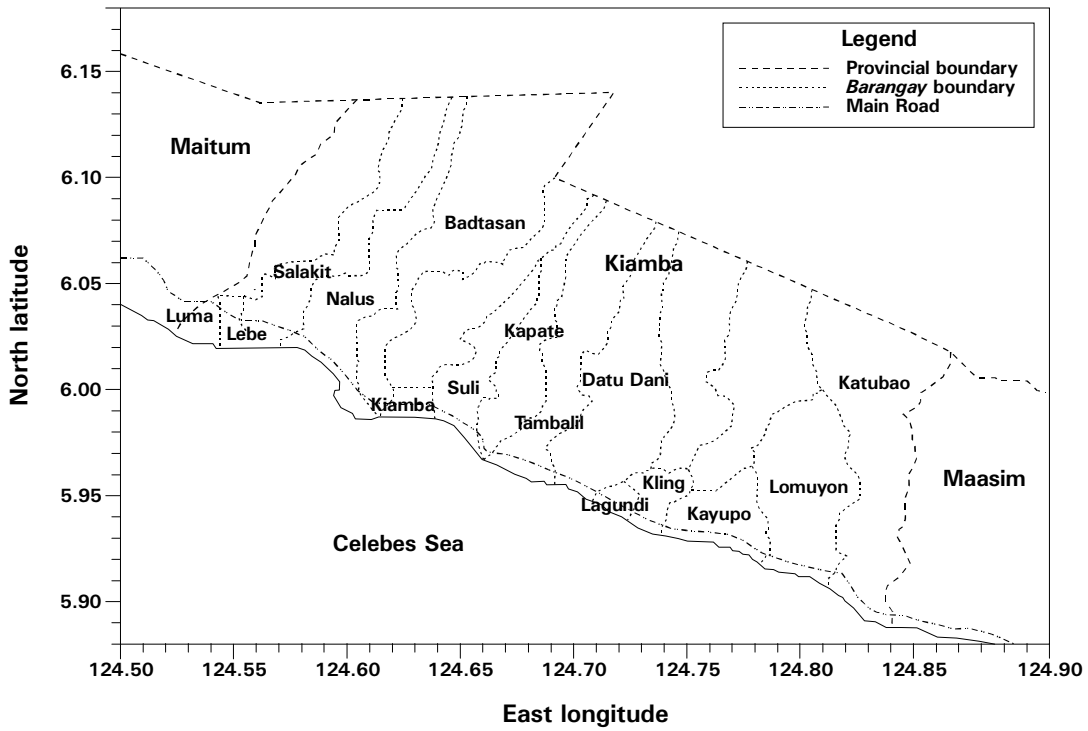 Legend
Provincial boundary
Barangay boundary
Main Road
6.15
6.10
6.05
6.00
5.95
5.90
North latitude
Maitum
Badtasan
Kiamba
Salakit
Nalus
Luma
Lebe
Kapate
Suli
Datu Dani
Katubao
Kiamba
Tambalil
Kling
Lomuyon
Maasim
Lagundi
Kayupo
Celebes Sea
124.50
124.55
124.60
124.65
124.70
124.75
124.80
124.85
124.90
East longitude